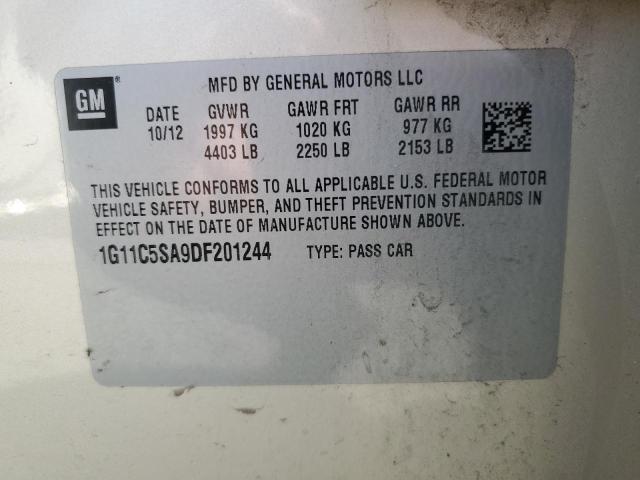 GM
MFD BY GENERAL MOTORS LLC
DATE GVWR GAWR FRT GAWR RR
10/12 1997 KG 1020 KG 977 KG
4403 LB 2250 LB 2153 LB
THIS VEHICLE CONFORMS TO ALL APPLICABLE U.S. FEDERAL MOTOR
VEHICLE SAFETY, BUMPER, AND THEFT PREVENTION STANDARDS IN
EFFECT ON THE DATE OF MANUFACTURE SHOWN ABOVE.
1G11C5SA9DF201244 TYPE: PASS CAR